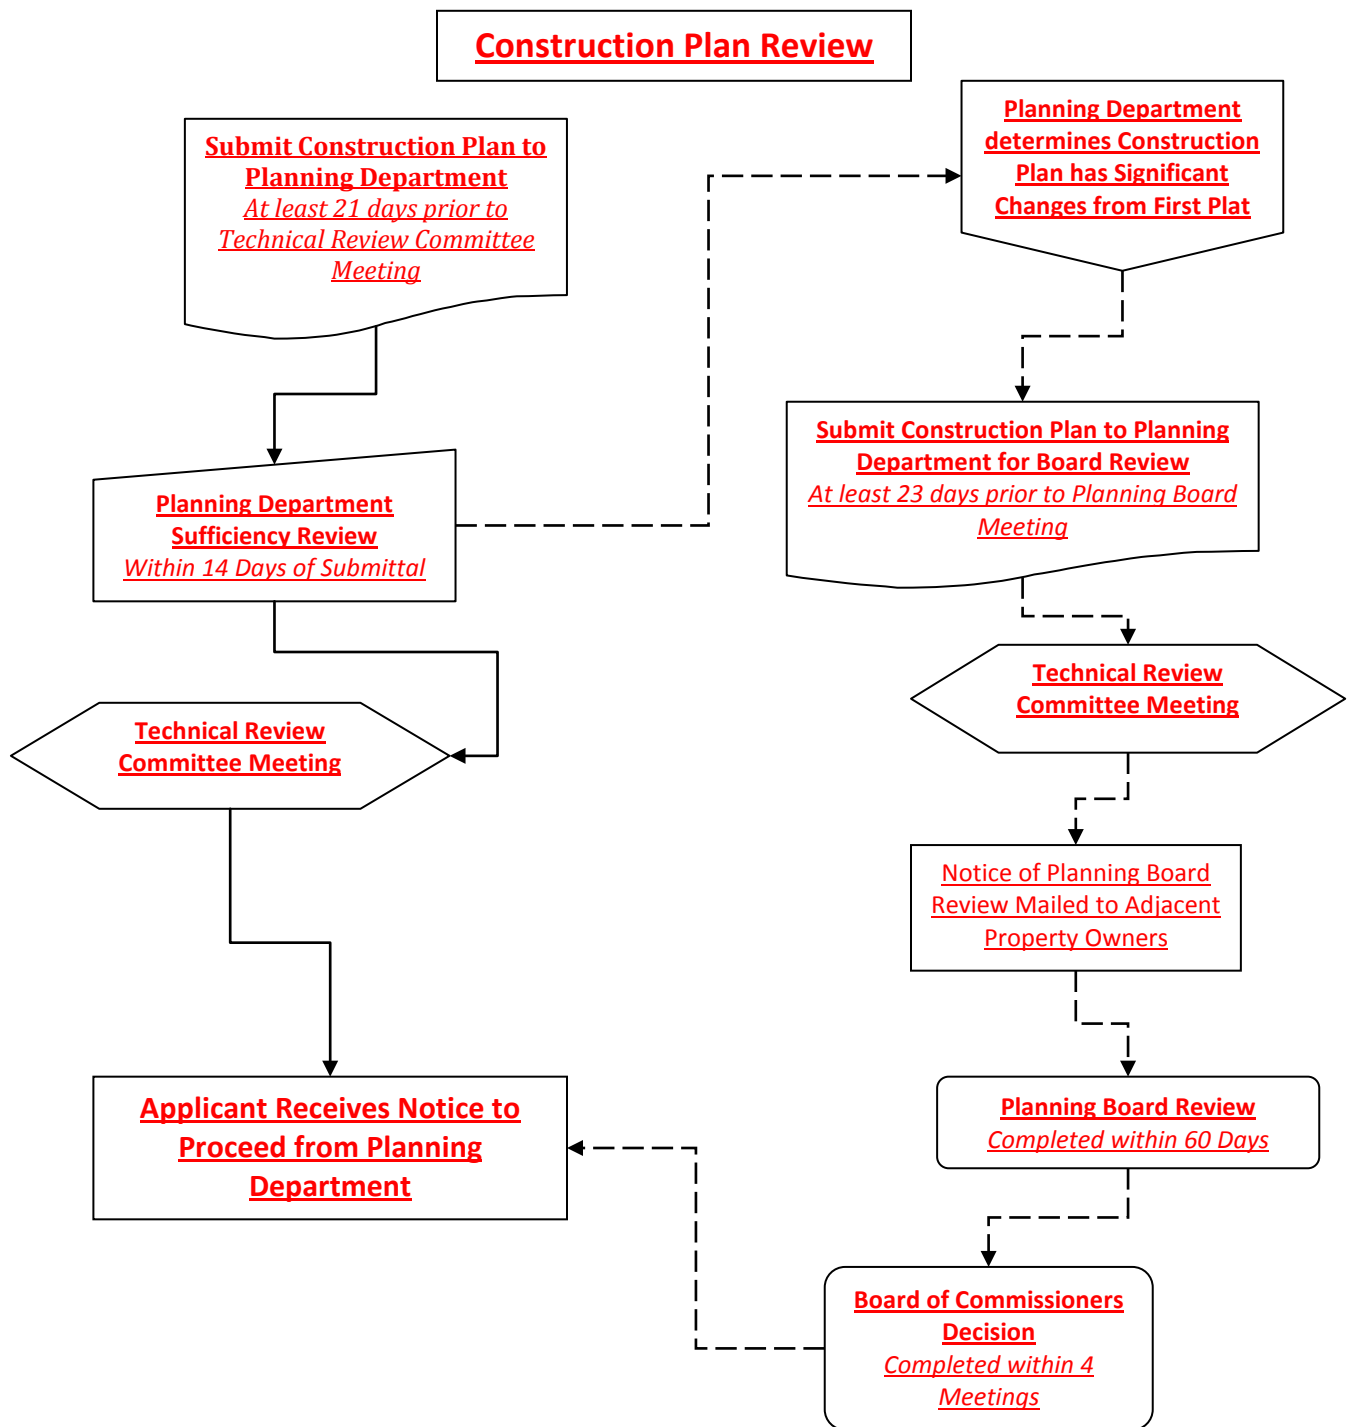 Construction Plan Review
Submit Construction Plan to
Planning Department
At least 21 days prior to
Technical Review Committee
Meeting
Planning Department
Sufficiency Review
Within 14 Days of Submittal
Technical Review
Committee Meeting
Applicant Receives Notice to
Proceed from Planning
Department
Planning Department
determines Construction
Plan has Significant
Changes from First Plat
Submit Construction Plan to Planning
Department for Board Review
At least 23 days prior to Planning Board
Meeting
Technical Review
Committee Meeting
Notice of Planning Board
Review Mailed to Adjacent
Property Owners
Planning Board Review
Completed within 60 Days
Board of Commissioners
Decision
Completed within 4
Meetings